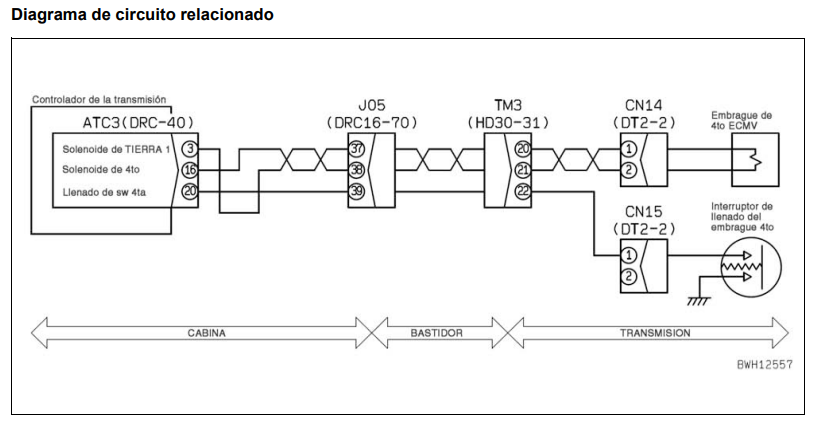 Diagrama de circuito relacionado
Controlador de la transmisión
ATC3(DRC-40)
J05
(DRC16-70)
TM3
(HD30-31)
CN14
(DT2-2)
Embrague de
4to ECMV
Solenoide de TIERRA 1
3
37
20
1
Solenoide de 4to
16
38
21
2
Llenado de sw 4ta
20
39
22
CN15
(DT2-2)
Interruptor de
llenado del
embrague 4to
1
2
CABINA
BASTIDOR
TRANSMISION
BWH12557